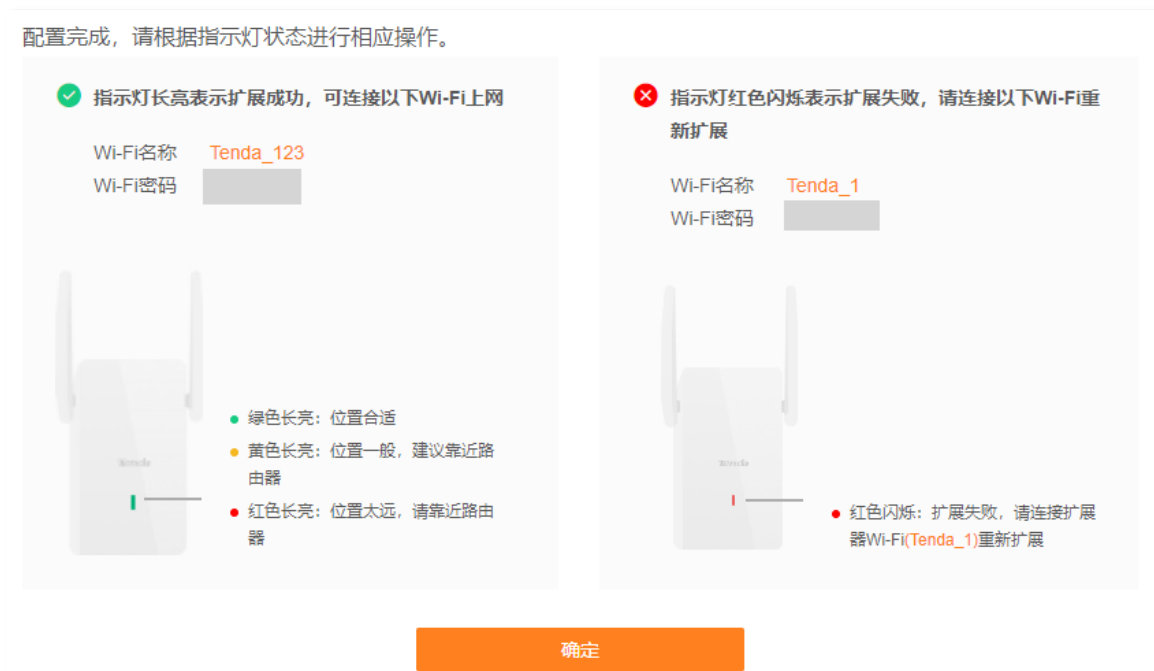 配置完成，请根据指示灯状态进行相应操作。
指示灯长亮表示扩展成功，可连接以下Wi-Fi上网
Wi-Fi名称 Tenda_123
Wi-Fi密码
Tenda
绿色长亮：位置合适
黄色长亮：位置一般，建议靠近路
由器
红色长亮：位置太远，请靠近路由
器
指示灯红色闪烁表示扩展失败，请连接以下Wi-Fi重
新扩展
Wi-Fi名称 Tenda_1
Wi-Fi密码
Tenda
红色闪烁：扩展失败，请连接扩展
器Wi-Fi(Tenda_1)重新扩展
确定